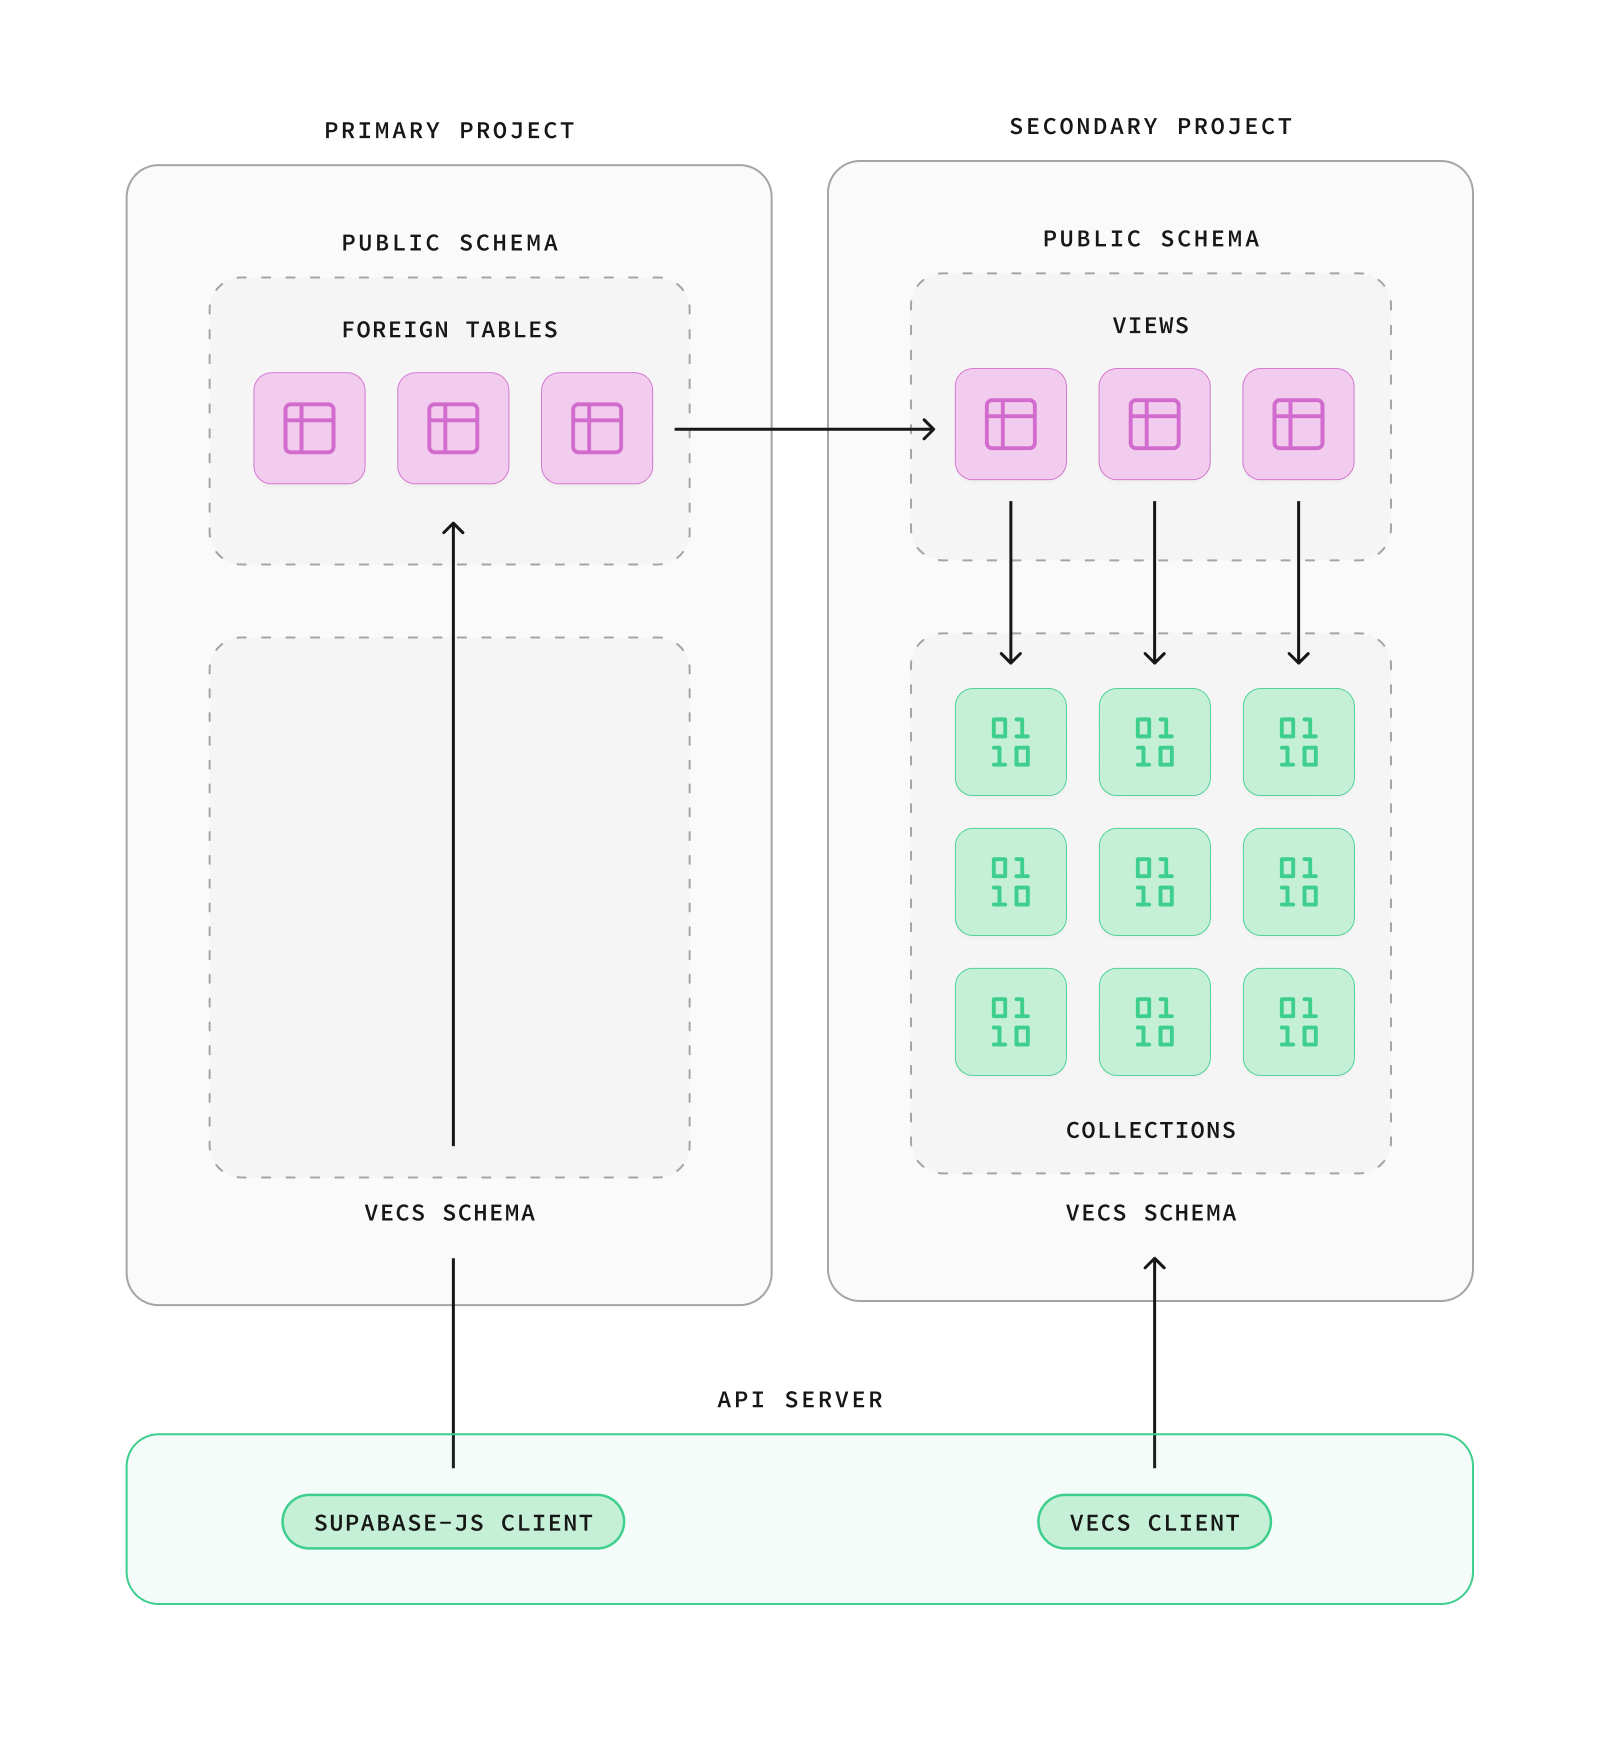 PRIMARY PROJECT
PUBLIC SCHEMA
FOREIGN TABLES
VECS SCHEMA
SECONDARY PROJECT
PUBLIC SCHEMA
VIEWS
01
10
01
10
01
10
01
10
01
10
01
10
01
10
01
10
01
10
COLLECTIONS
VECS SCHEMA
API SERVER
SUPABASE-JS CLIENT
VECS CLIENT